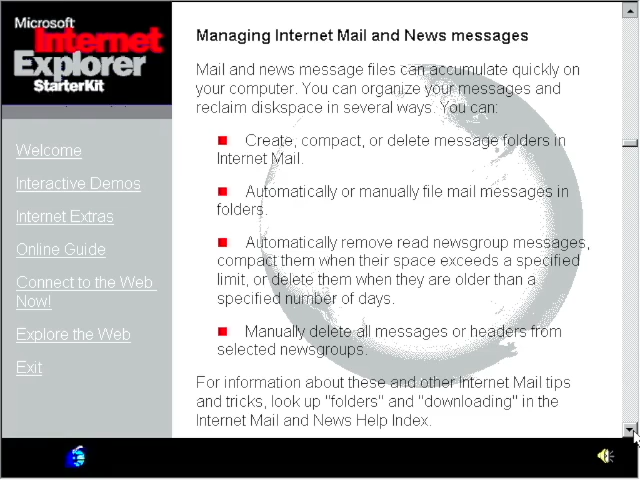 Microsoft
Internet
Explorer
StarterKit
Welcome
Interactive Demos
Internet Extras
Online Guide
Connect to the Web
Now!
Explore the Web
Exit
Managing Internet Mail and News messages
Mail and news message files can accumulate quickly on
your computer. You can organize your messages and
reclaim diskspace in several ways. You can:
Create, compact, or delete message folders in
Internet Mail.
Automatically or manually file mail messages in
folders.
Automatically remove read newsgroup messages,
compact them when their space exceeds a specified
limit, or delete them when they are older than a
specified number of days.
Manually delete all messages or headers from
selected newsgroups.
For information about these and other Internet Mail tips
and tricks, look up "folders" and "downloading" in the
Internet Mail and News Help Index.